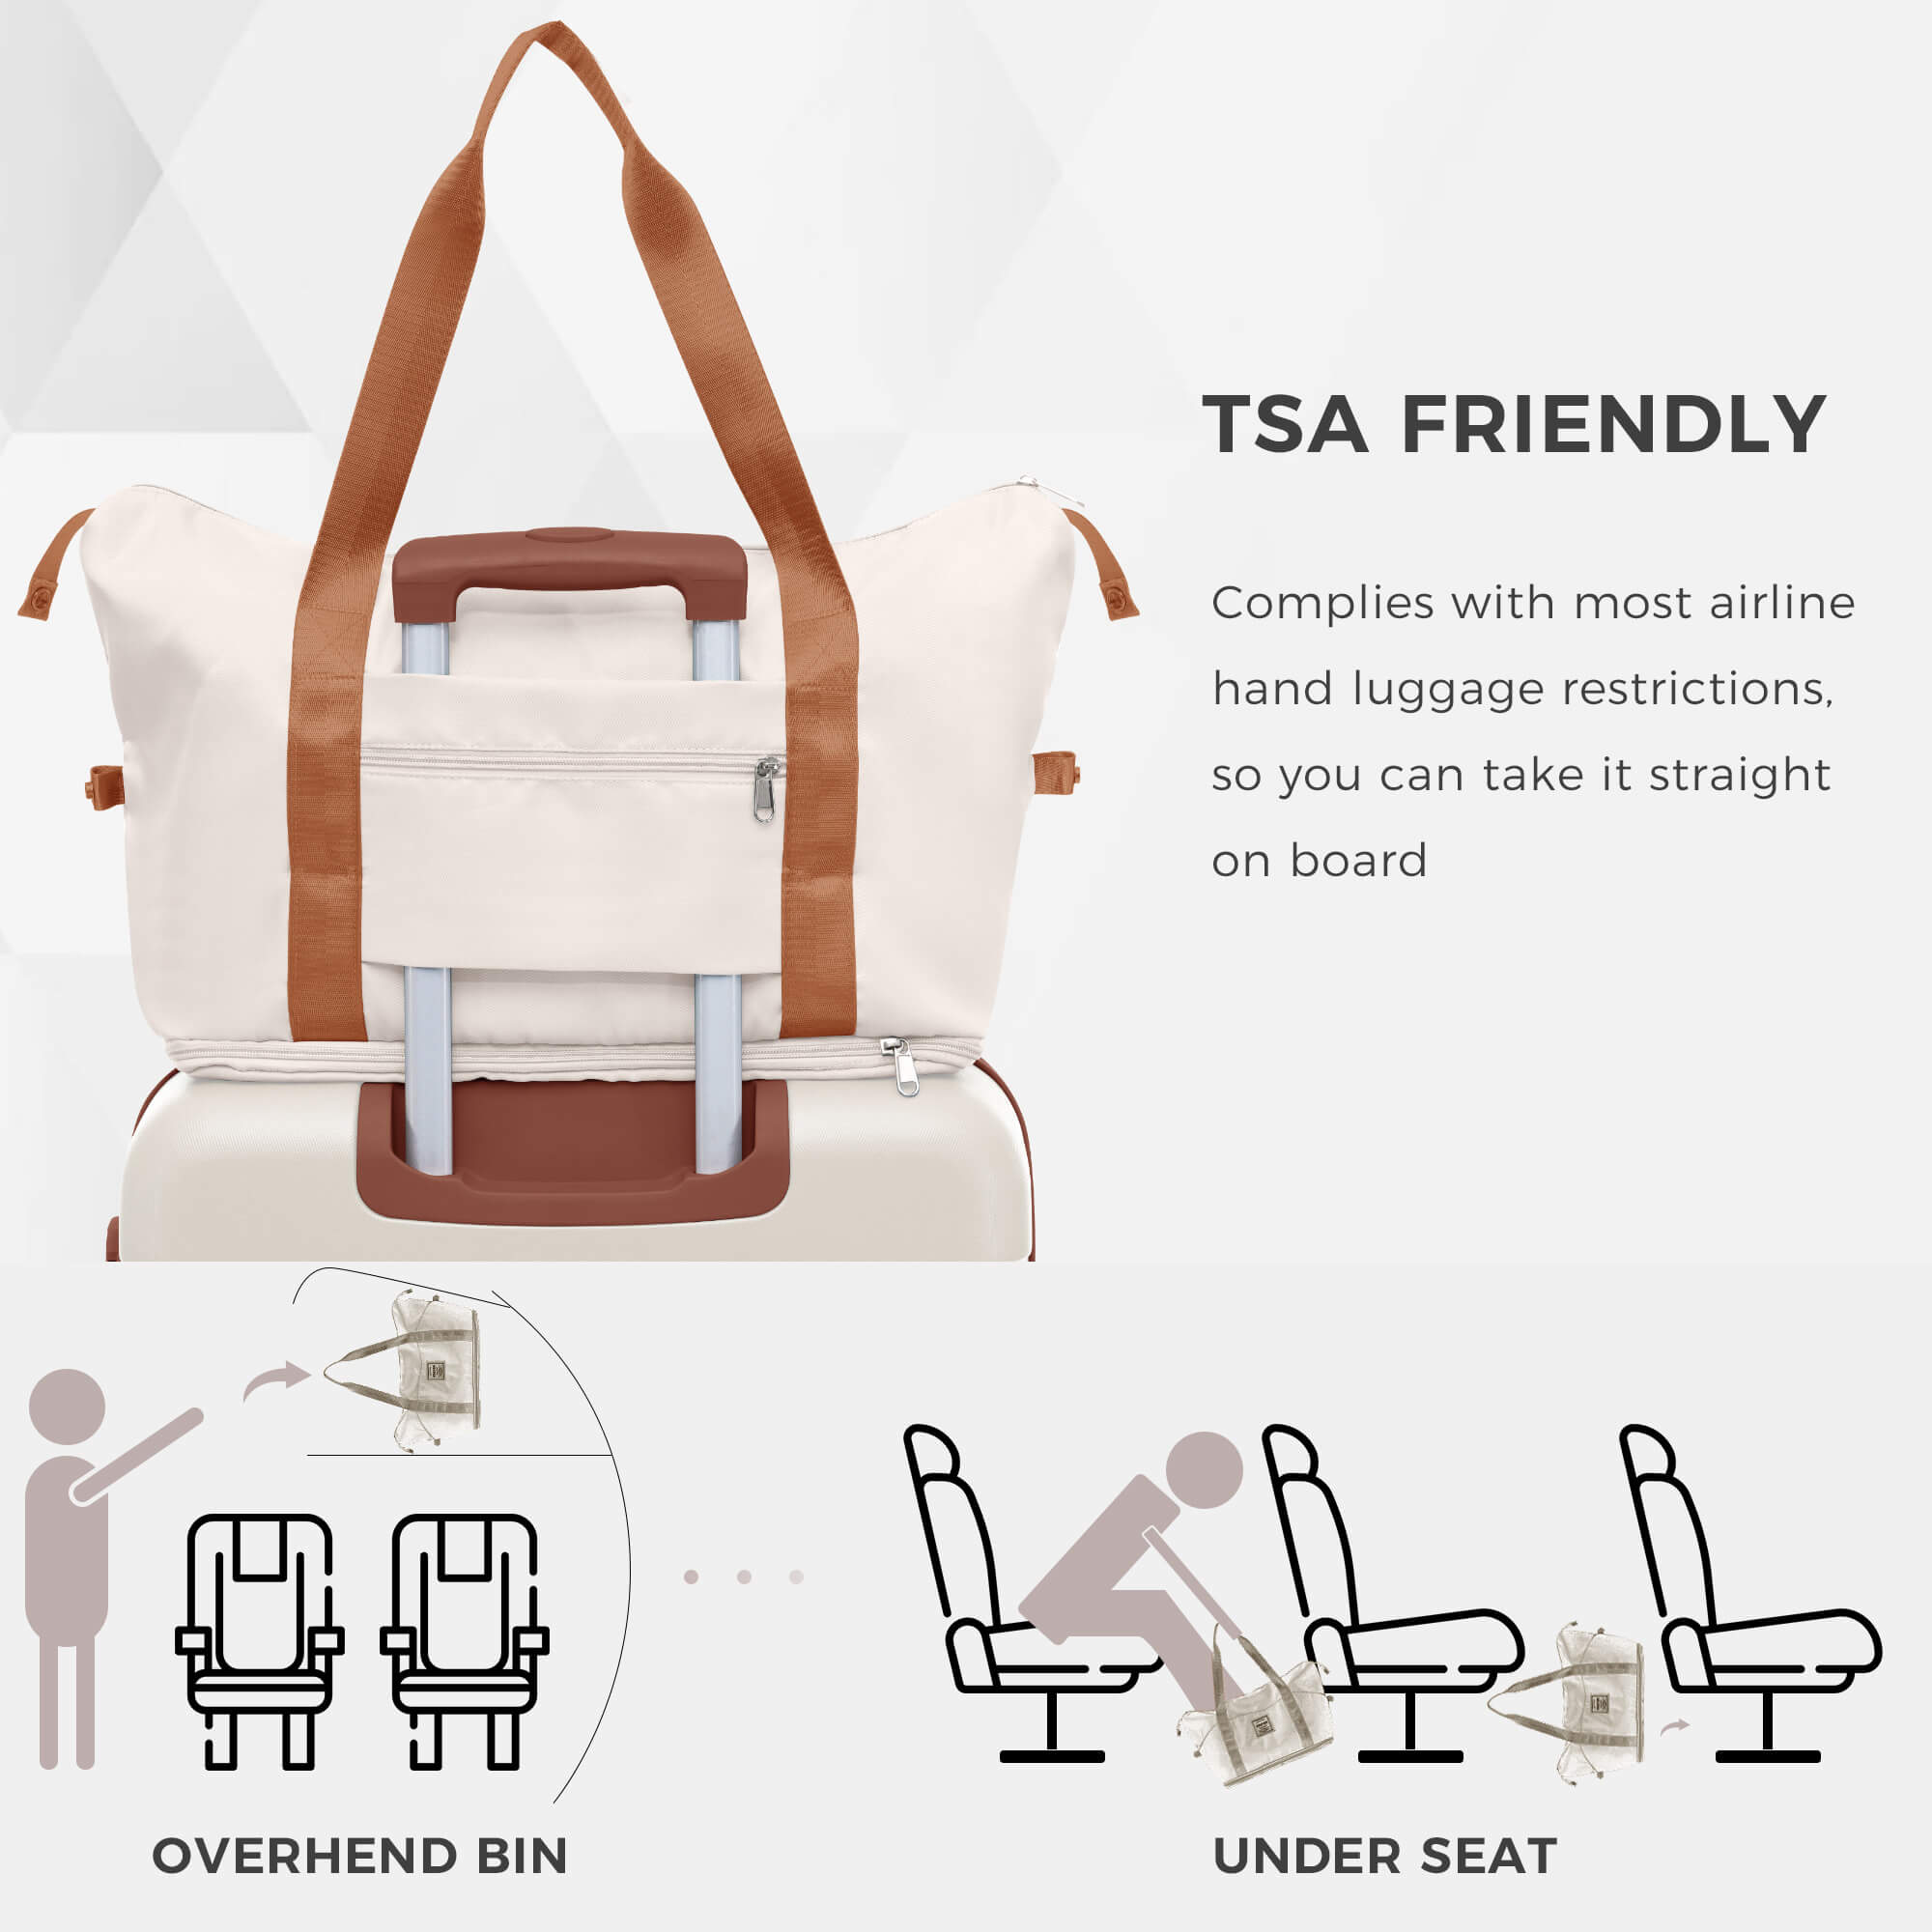 TSA FRIENDLY
Complies with most airline
hand luggage restrictions,
so you can take it straight
on board
OVERHEND BIN
UNDER SEAT